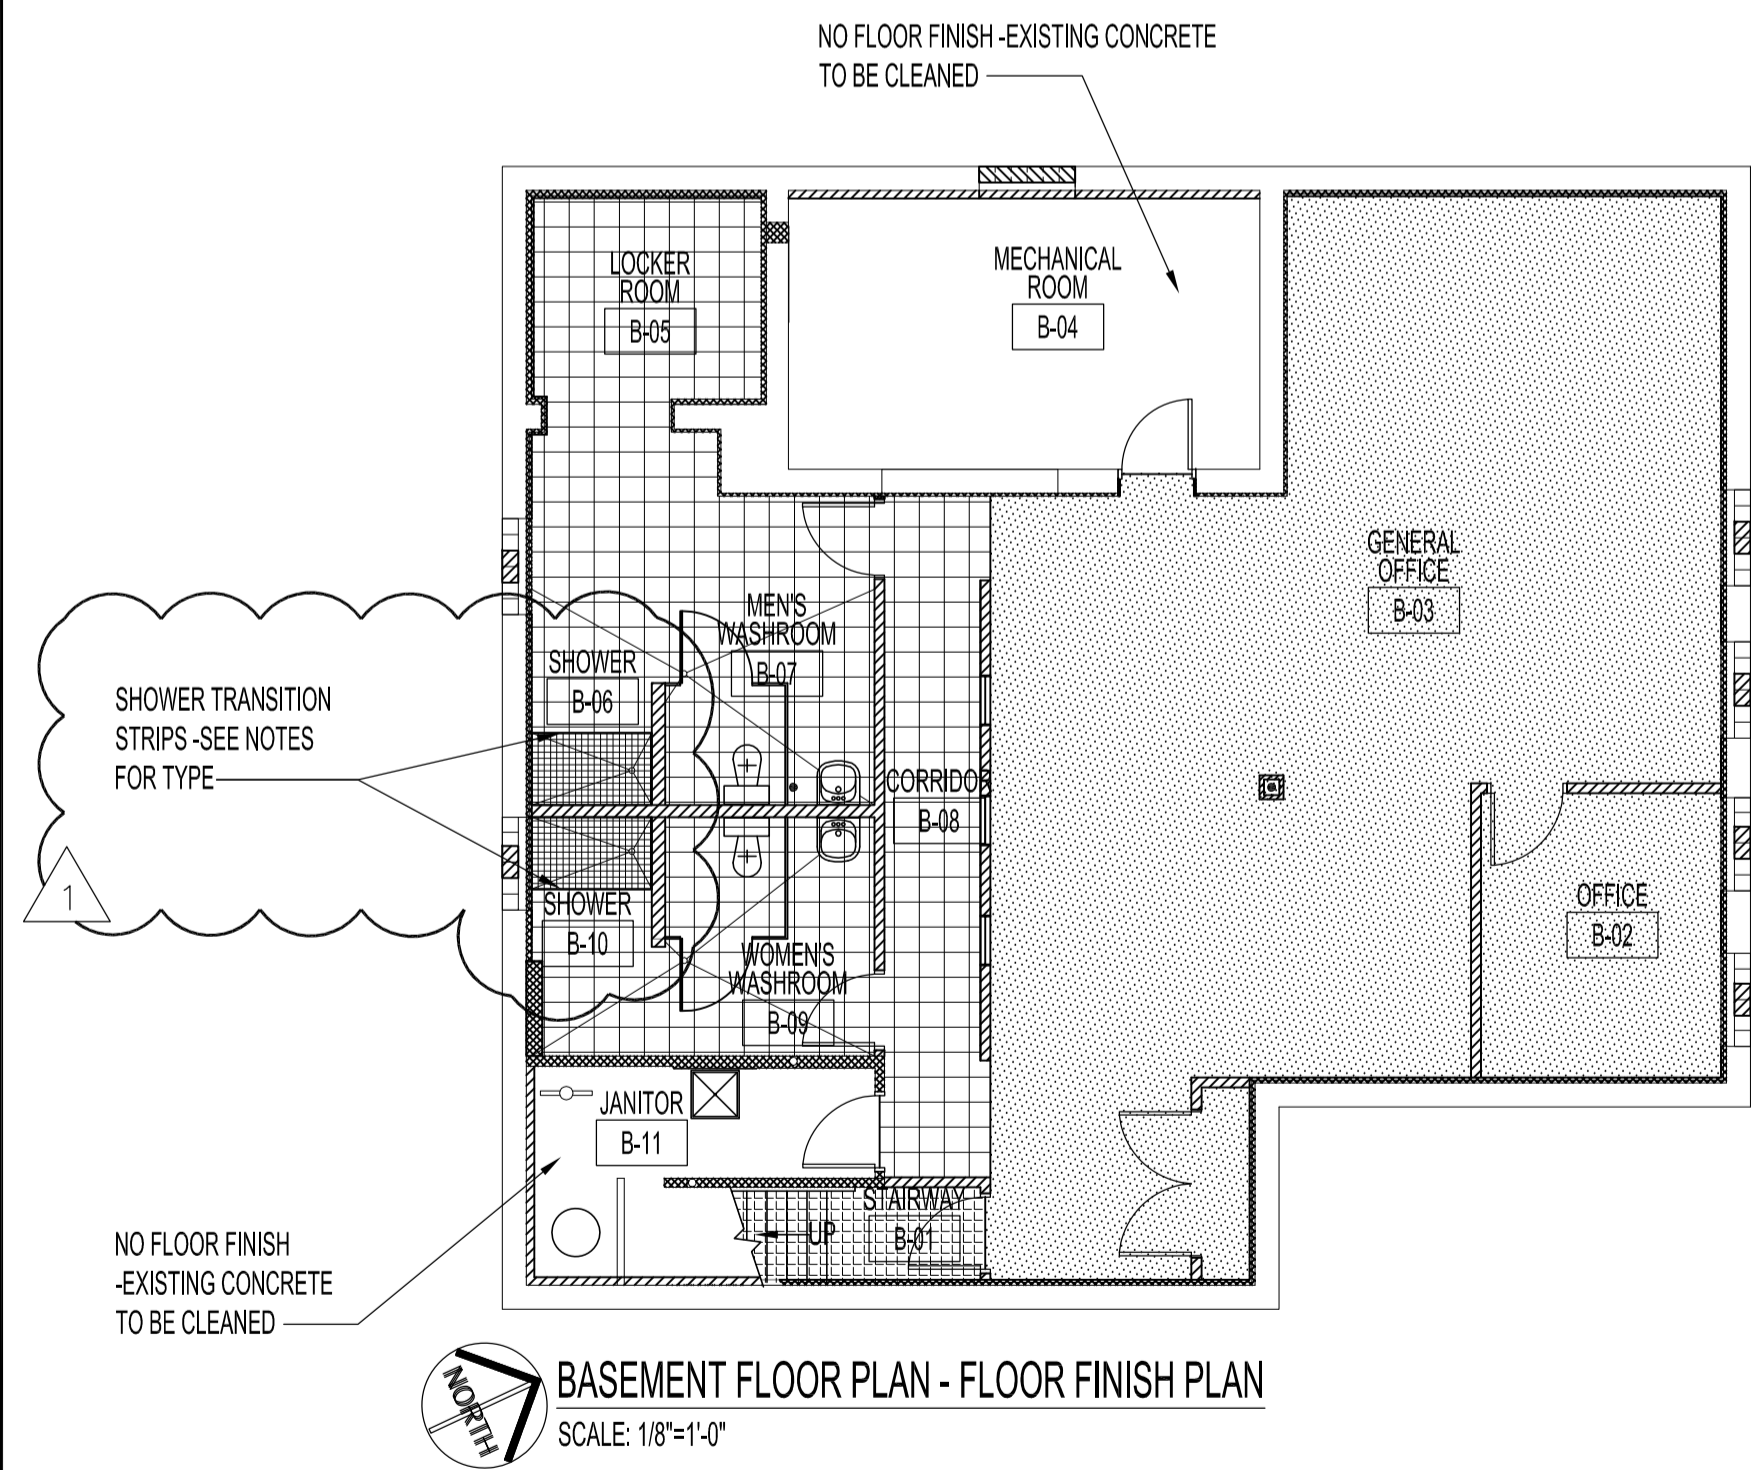 NO FLOOR FINISH -EXISTING CONCRETE
TO BE CLEANED
LOCKER
ROOM
B-05
MECHANICAL
ROOM
B-04
GENERAL
OFFICE
B-03
MEN'S
WASHROOM
B-07
SHOWER
B-06
SHOWER TRANSITION
STRIPS -SEE NOTES
FOR TYPE
CORRIDOR
B-08
1
SHOWER
B-10
OFFICE
B-02
WOMEN'S
WASHROOM
B-09
JANITOR
B-11
STAIRWAY
B-01
UP
NO FLOOR FINISH
-EXISTING CONCRETE
TO BE CLEANED
NORTH
BASEMENT FLOOR PLAN - FLOOR FINISH PLAN
SCALE: 1/8"=1'-0"